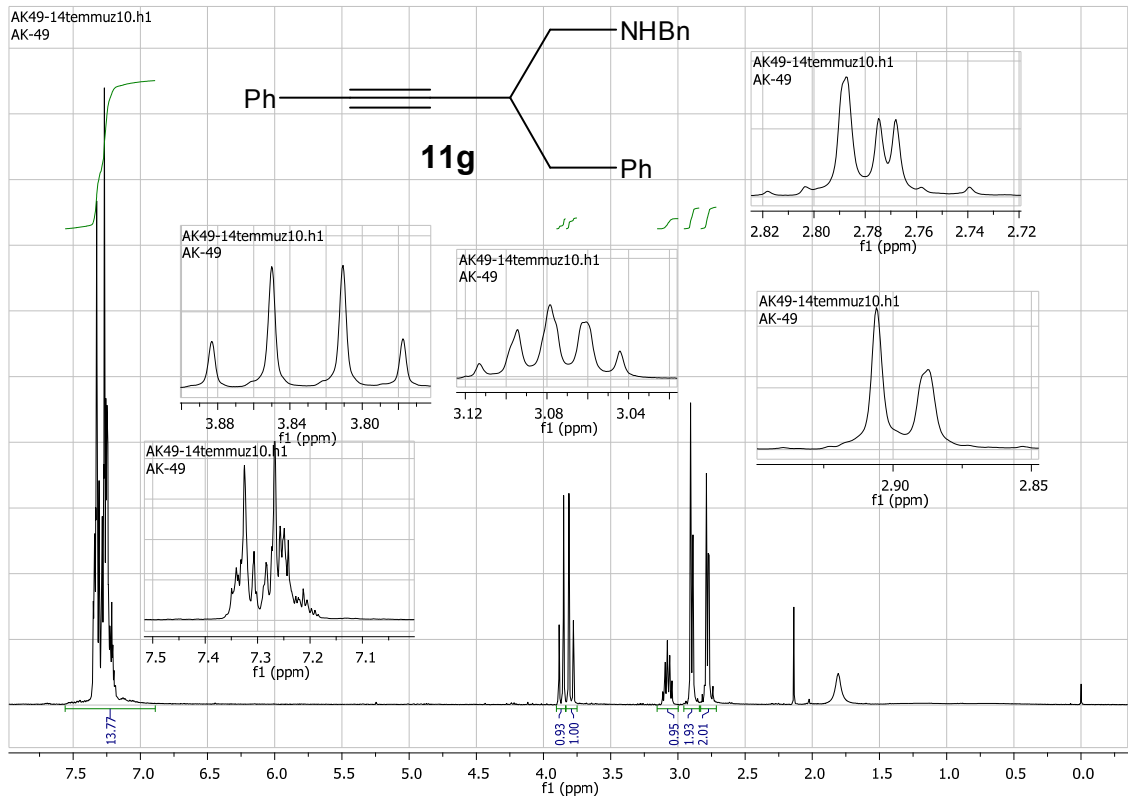 AK49-14temmuz10.h1
AK-49
NHBn
Ph
11g
Ph
AK49-14temmuz10.h1
AK-49
2.82 2.80 2.78 2.76 2.74 2.72
f1 (ppm)
AK49-14temmuz10.h1
AK-49
3.88 3.84 3.80
f1 (ppm)
AK49-14temmuz10.h1
AK-49
3.12 3.08 3.04
f1 (ppm)
AK49-14temmuz10.h1
AK-49
2.90 2.85
f1 (ppm)
AK49-14temmuz10.h1
AK-49
7.5 7.4 7.3 7.2 7.1
f1 (ppm)
13.77 0.93 1.00 0.95 1.93 2.01
7.5 7.0 6.5 6.0 5.5 5.0 4.5 4.0 3.5 3.0 2.5 2.0 1.5 1.0 0.5 0.0
f1 (ppm)